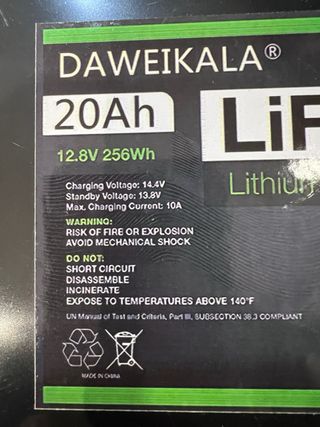 DAWEIKALA®
20Ah
LiF
12.8V 256Wh
Lithium
Charging Voltage: 14.4V
Standby Voltage: 13.8V
Max. Charging Current: 10A
WARNING:
RISK OF FIRE OR EXPLOSION
AVOID MECHANICAL SHOCK
DO NOT:
SHORT CIRCUIT
DISASSEMBLE
INCINERATE
EXPOSE TO TEMPERATURES ABOVE 140°F
UN Manual of Test and Criteria, Part III, SUBSECTION 38.3 COMPLIANT
MADE IN CHINA